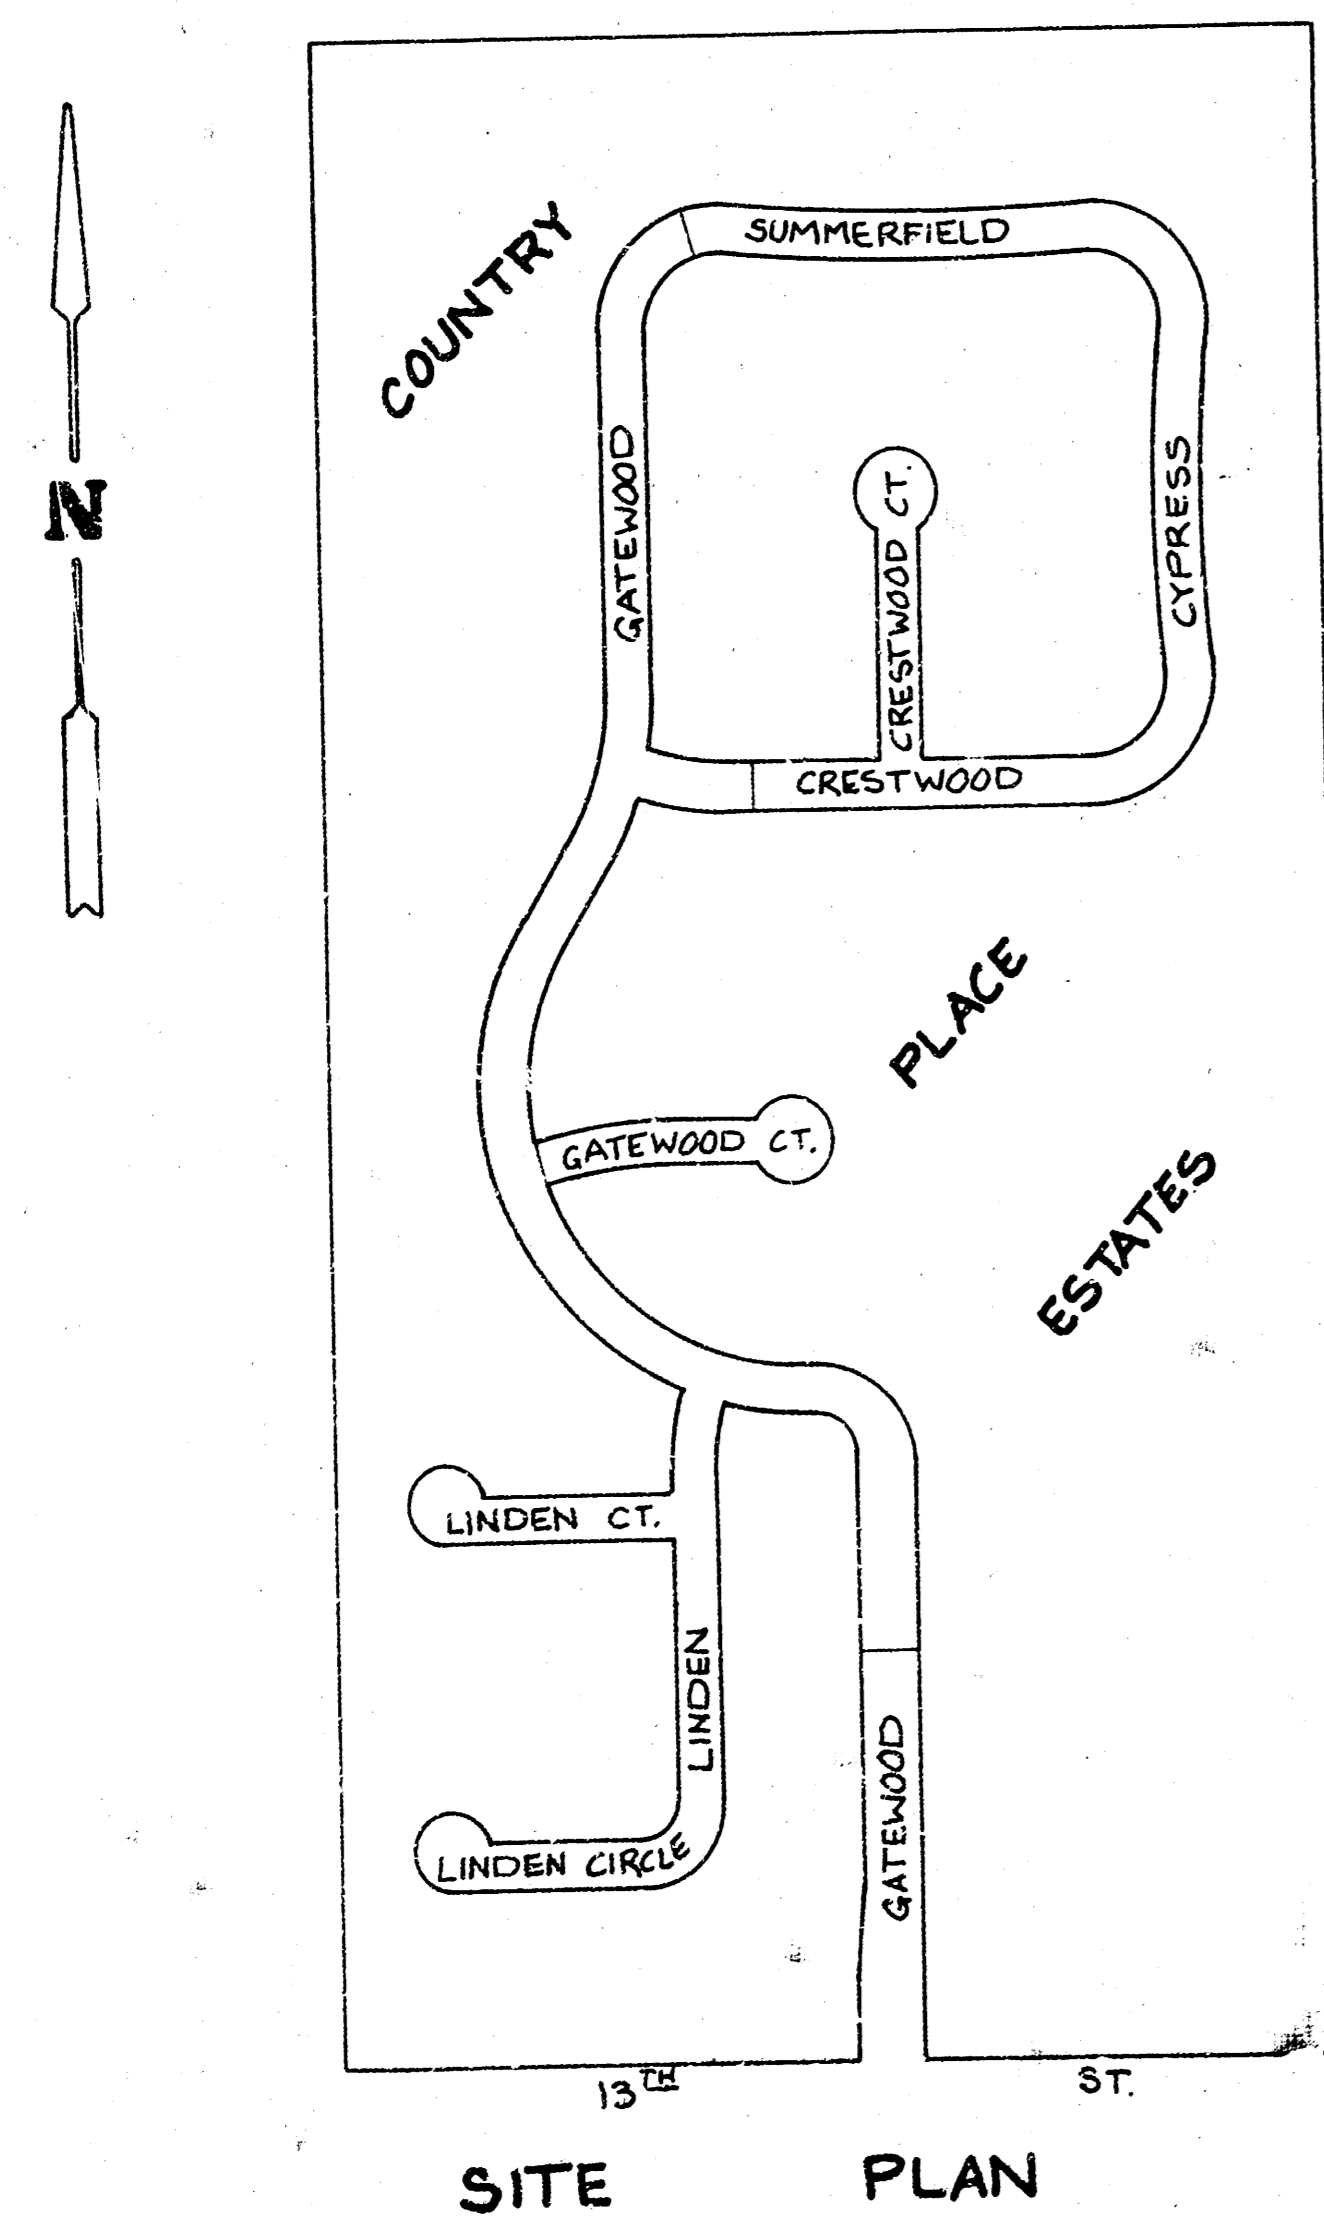 N
COUNTRY
PLACE
ESTATES
SUMMERFIELD
GATEWOOD
CRESTWOOD CT.
CYPRESS
CRESTWOOD
GATEWOOD CT.
LINDEN CT.
LINDEN
LINDEN CIRCLE
GATEWOOD
13TH ST.
SITE PLAN